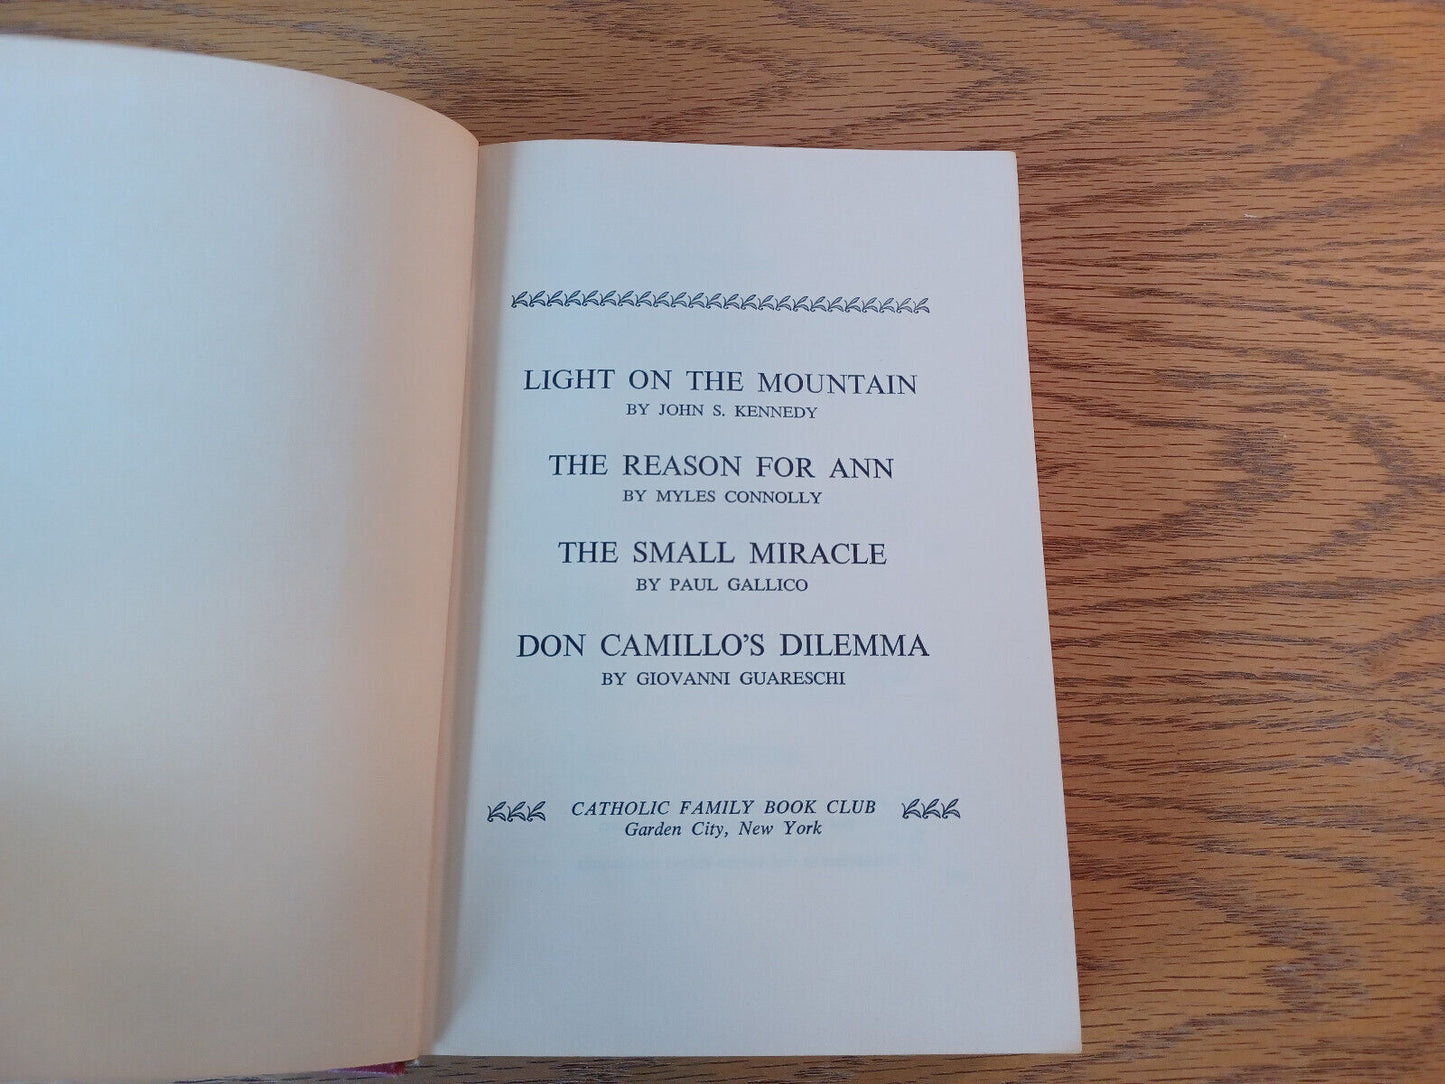 LIGHT ON THE MOUNTAIN
BY JOHN S. KENNEDY
THE REASON FOR ANN
BY MYLES CONNOLLY
THE SMALL MIRACLE
BY PAUL GALLICO
DON CAMILLO'S DILEMMA
BY GIOVANNI GUARESCHI
CATHOLIC FAMILY BOOK CLUB
Garden City, New York